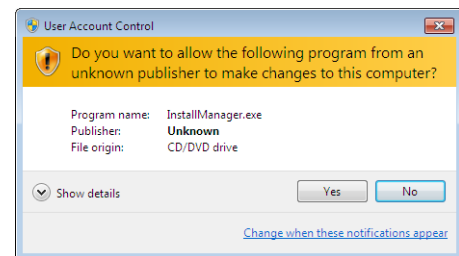 User Account Control
Do you want to allow the following program from an
unknown publisher to make changes to this computer?
Program name: InstallManager.exe
Publisher: Unknown
File origin: CD/DVD drive
Show details
Yes
No
Change when these notifications appear